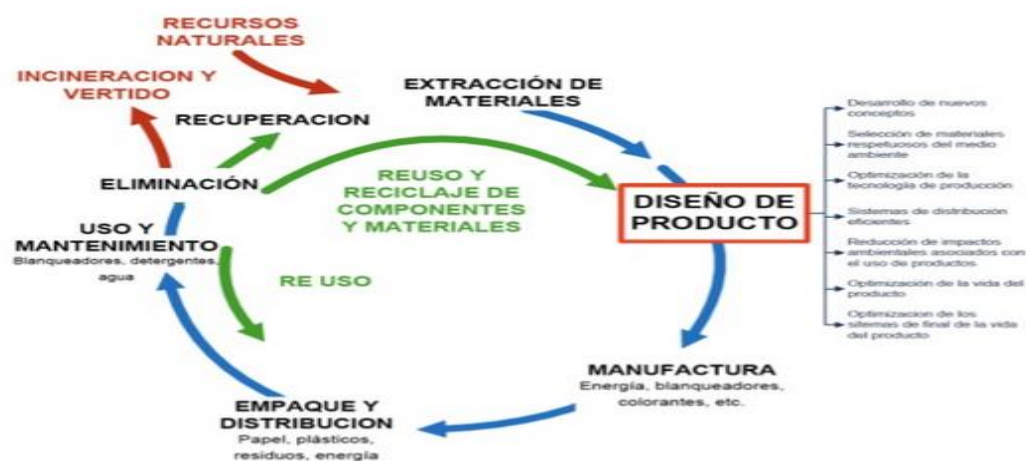 RECURSOS
NATURALES
INCINERACION Y
VERTIDO
RECUPERACION
EXTRACCIÓN DE
MATERIALES
ELIMINACIÓN
REUSO Y
RECICLAJE DE
COMPONENTES
Y MATERIALES
DISEÑO DE
PRODUCTO
USO Y
MANTENIMIENTO
Blanqueadores, detergentes,
agua
RE USO
MANUFACTURA
Energía, blanqueadores,
colorantes, etc.
EMPAQUE Y
DISTRIBUCION
Papel, plásticos,
residuos, energía
Desarrollo de nuevos
conceptos
Selección de materiales
respetuosos del medio
ambiente
Optimización de la
tecnología de producción
Sistemas de distribución
eficientes
Reducción de impactos
ambientales asociados con
el uso de productos
Optimización de la vida del
producto
Optimizacion de los
sitemas de final de la vida
del producto